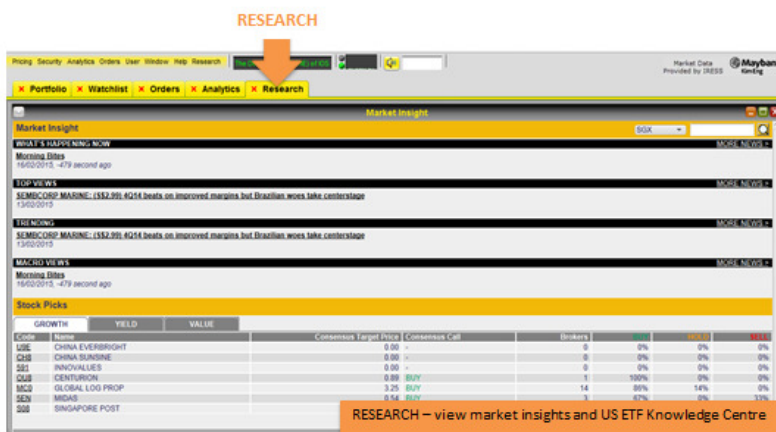 RESEARCH
Pricing Security Analytics Orders User Window Help Research
Market Data
Provided by IRESS
Mayban
KimEng
× Portfolio × Watchlist × Orders × Analytics × Research
Market Insight
Market Insight SGX
WHAT'S HAPPENING NOW MORE NEWS »
Morning Bites
16/02/2015, -479 second ago
TOP VIEWS MORE NEWS »
SEMBCORP MARINE: (S$2.99) 4Q14 beats on improved margins but Brazilian woes take centerstage
13/02/2015
TRENDING MORE NEWS »
SEMBCORP MARINE: (S$2.99) 4Q14 beats on improved margins but Brazilian woes take centerstage
13/02/2015
MACRO VIEWS MORE NEWS »
Morning Bites
16/02/2015, -479 second ago
Stock Picks
GROWTH YIELD VALUE
Code Name Consensus Target Price Consensus Call Brokers BUY HOLD SELL
U9E CHINA EVERBRIGHT 0.00 - 0 0% 0% 0%
CH8 CHINA SUNSINE 0.00 - 0 0% 0% 0%
591 INNOVALUES 0.00 - 0 0% 0% 0%
OU8 CENTURION 0.89 BUY 1 100% 0% 0%
MC0 GLOBAL LOG PROP 3.25 BUY 14 86% 14% 0%
5EN MIDAS 0.54 BUY 3 67% 0% 33%
S08 SINGAPORE POST
RESEARCH – view market insights and US ETF Knowledge Centre